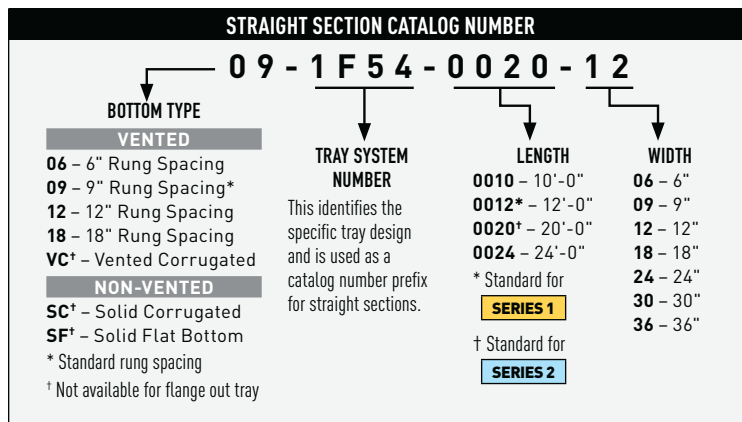 STRAIGHT SECTION CATALOG NUMBER
09-1F54-0020-12
BOTTOM TYPE
VENTED
06 – 6" Rung Spacing
09 – 9" Rung Spacing*
12 – 12" Rung Spacing
18 – 18" Rung Spacing
VC† – Vented Corrugated
NON-VENTED
SC† – Solid Corrugated
SF† – Solid Flat Bottom
* Standard rung spacing
† Not available for flange out tray
TRAY SYSTEM
NUMBER
This identifies the
specific tray design
and is used as a
catalog number prefix
for straight sections.
LENGTH
0010 – 10'-0"
0012* – 12'-0"
0020† – 20'-0"
0024 – 24'-0"
* Standard for
SERIES 1
† Standard for
SERIES 2
WIDTH
06 – 6"
09 – 9"
12 – 12"
18 – 18"
24 – 24"
30 – 30"
36 – 36"